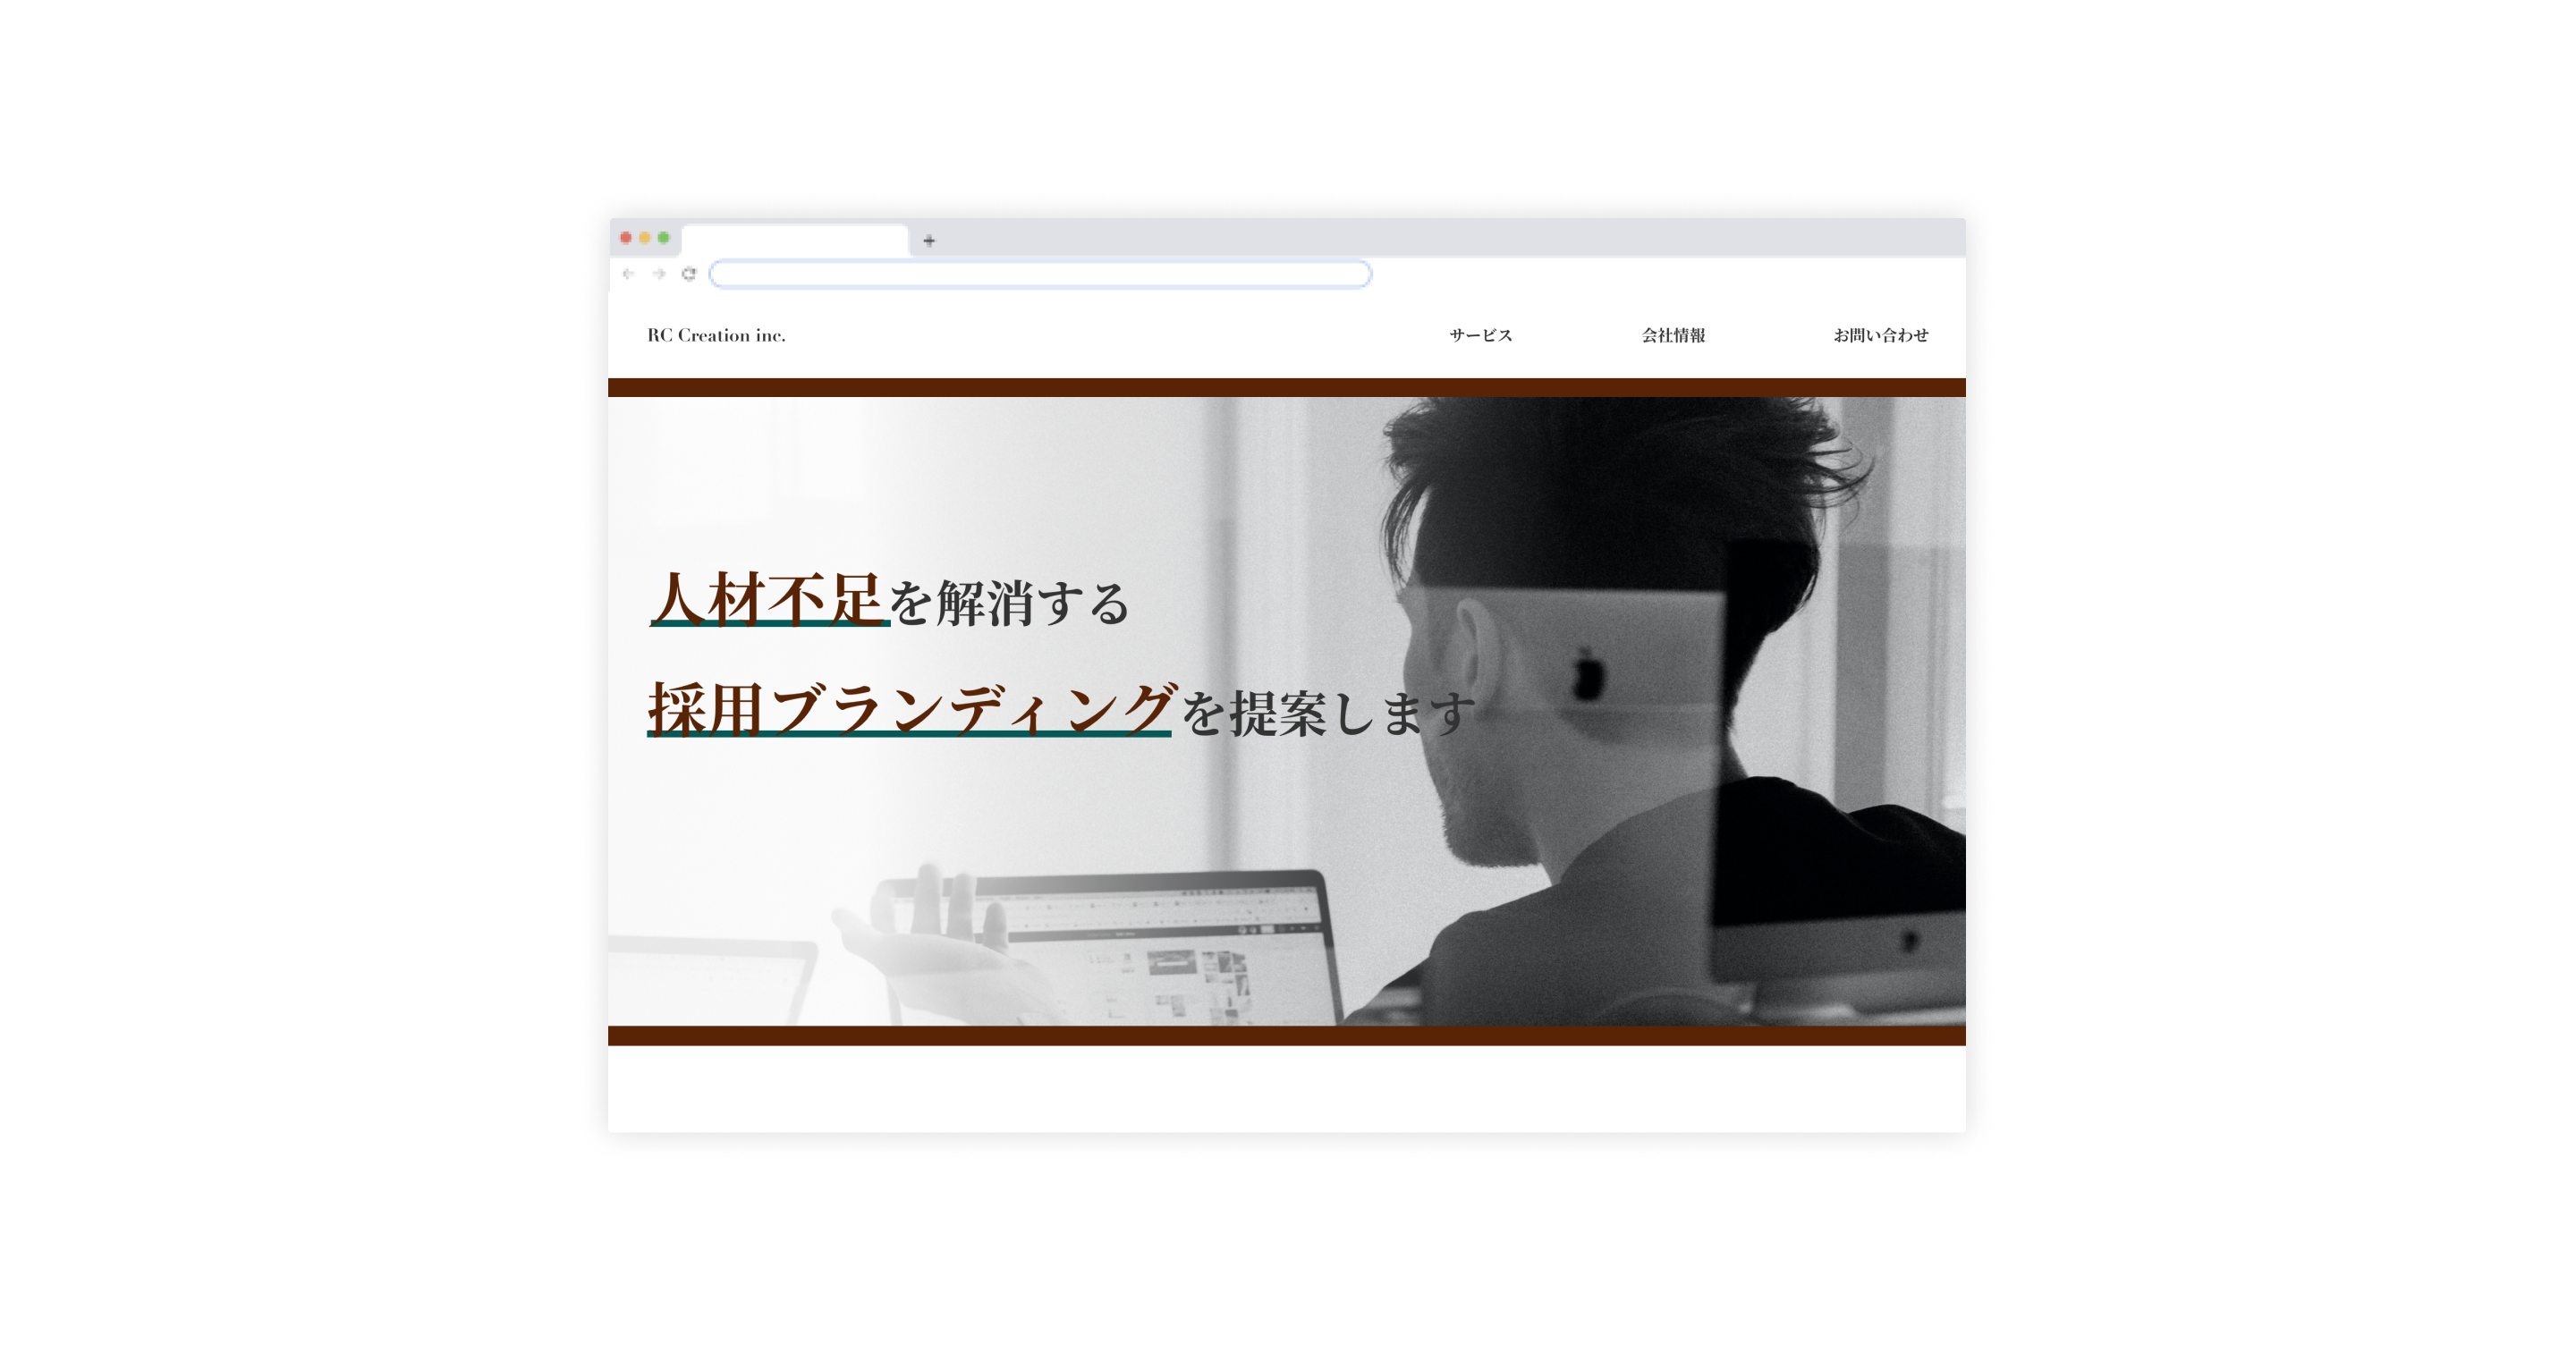 RC Creation inc.
サービス
会社情報
お問い合わせ
人材不足を解消する
採用ブランディングを提案します